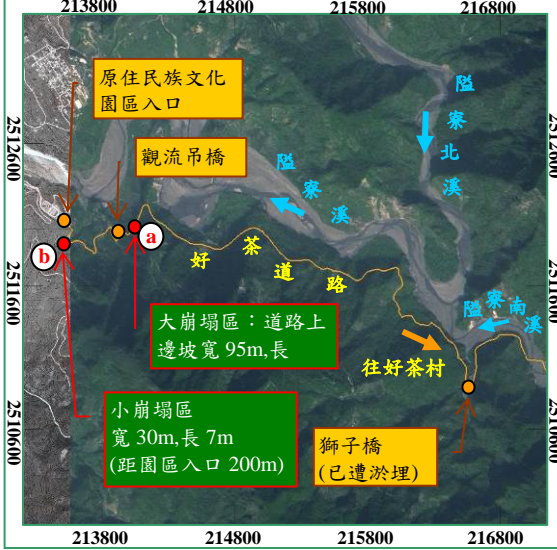 213800 214800 215800 216800
原住民族文化
園區入口
觀流吊橋
隘寮北溪
隘寮溪
2512600
2512600
a
b
好茶道路
2511600
2511600
隘寮南溪
大崩塌區：道路上
邊坡寬 95m,長
往好茶村
小崩塌區
寬 30m,長 7m
(距園區入口 200m)
獅子橋
(已遭淤埋)
2510600
2510600
213800 214800 215800 216800